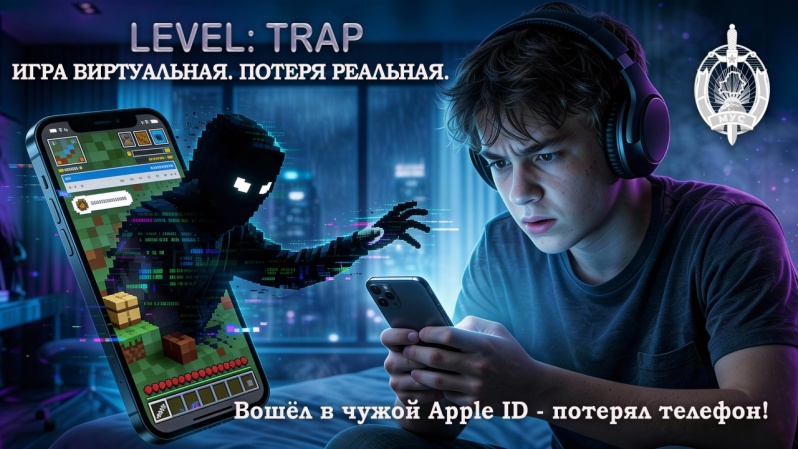 LEVEL: TRAP
ИГРА ВИРТУАЛЬНАЯ. ПОТЕРЯ РЕАЛЬНАЯ.
МУС
Вошёл в чужой Apple ID - потерял телефон!